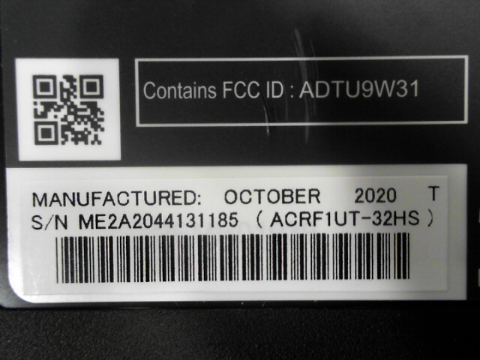 Contains FCC ID : ADTU9W31
MANUFACTURED: OCTOBER 2020 T
S/N ME2A2044131185 ( ACRF1UT-32HS )